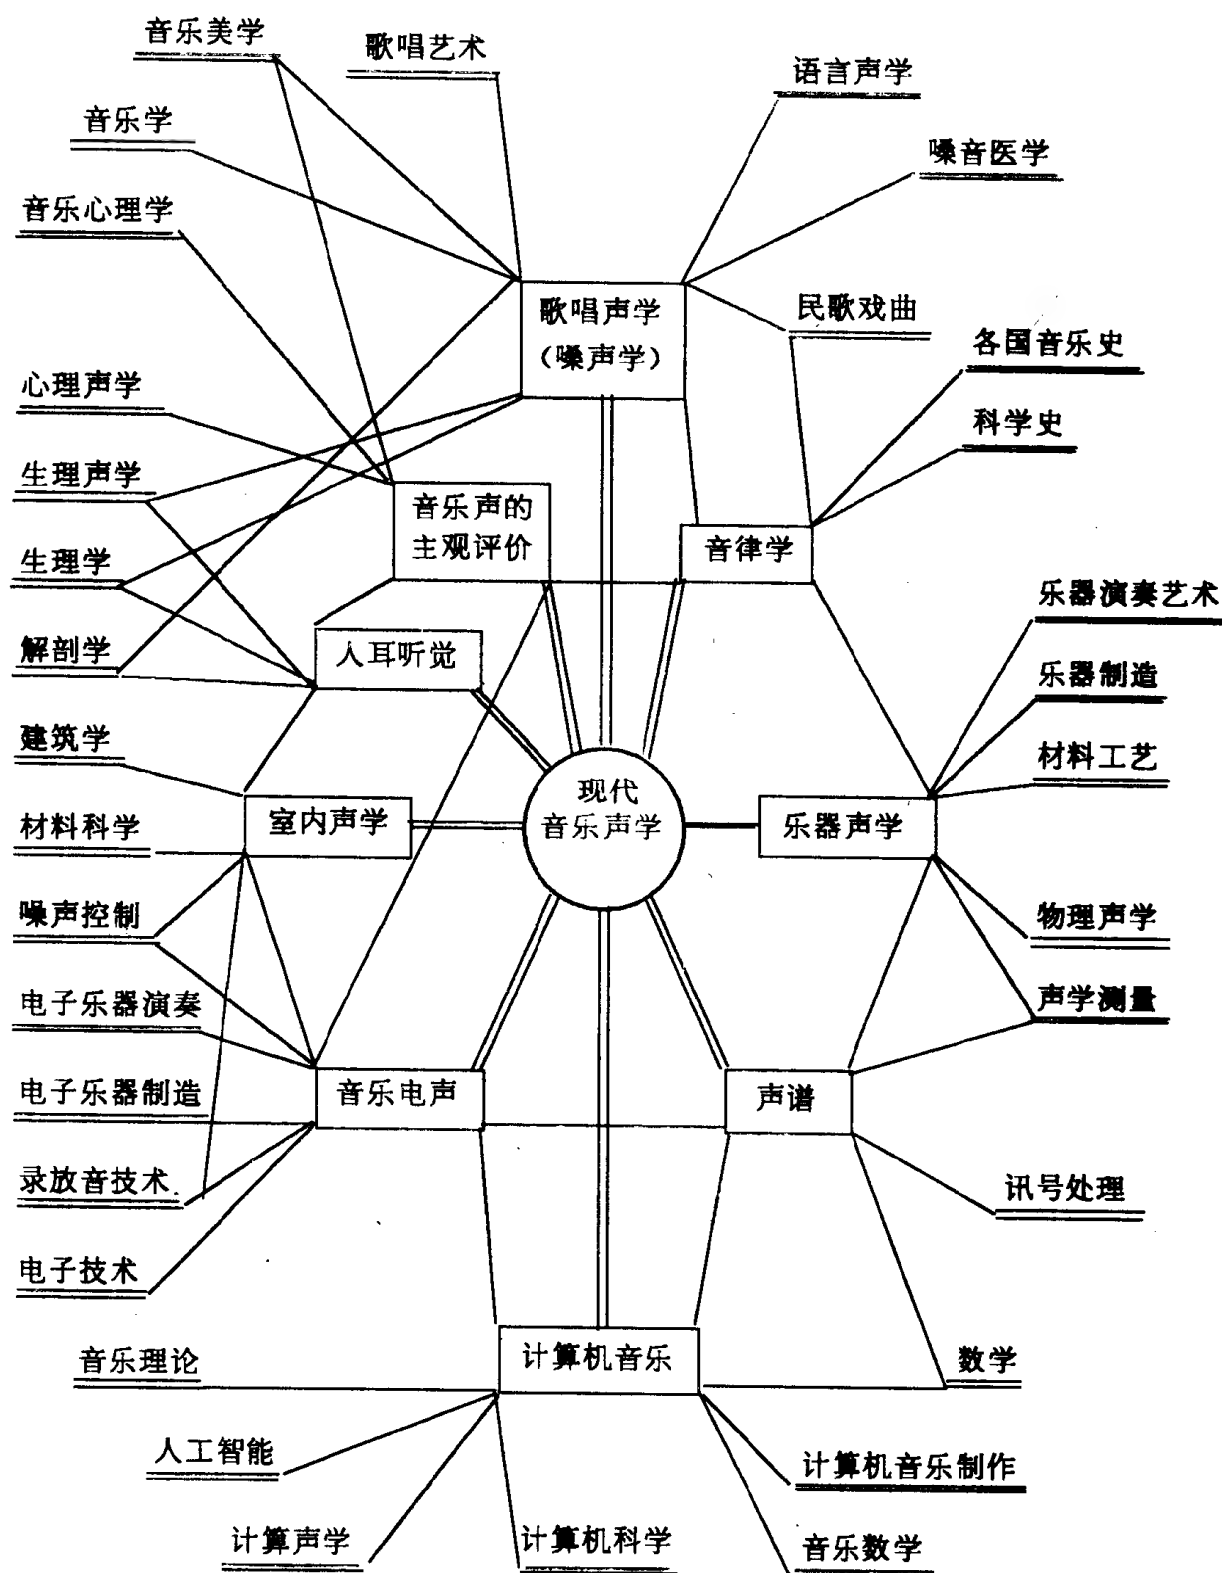 音乐美学
歌唱艺术
语言声学
音乐学
嗓音医学
音乐心理学
歌唱声学
（嗓声学）
民歌戏曲
各国音乐史
心理声学
科学史
生理声学
音乐声的
主观评价
音律学
生理学
乐器演奏艺术
解剖学
人耳听觉
乐器制造
建筑学
材料工艺
现代
音乐声学
室内声学
乐器声学
材料科学
噪声控制
物理声学
电子乐器演奏
声学测量
电子乐器制造
音乐电声
声谱
录放音技术
讯号处理
电子技术
音乐理论
计算机音乐
数学
人工智能
计算机音乐制作
计算声学
计算机科学
音乐数学